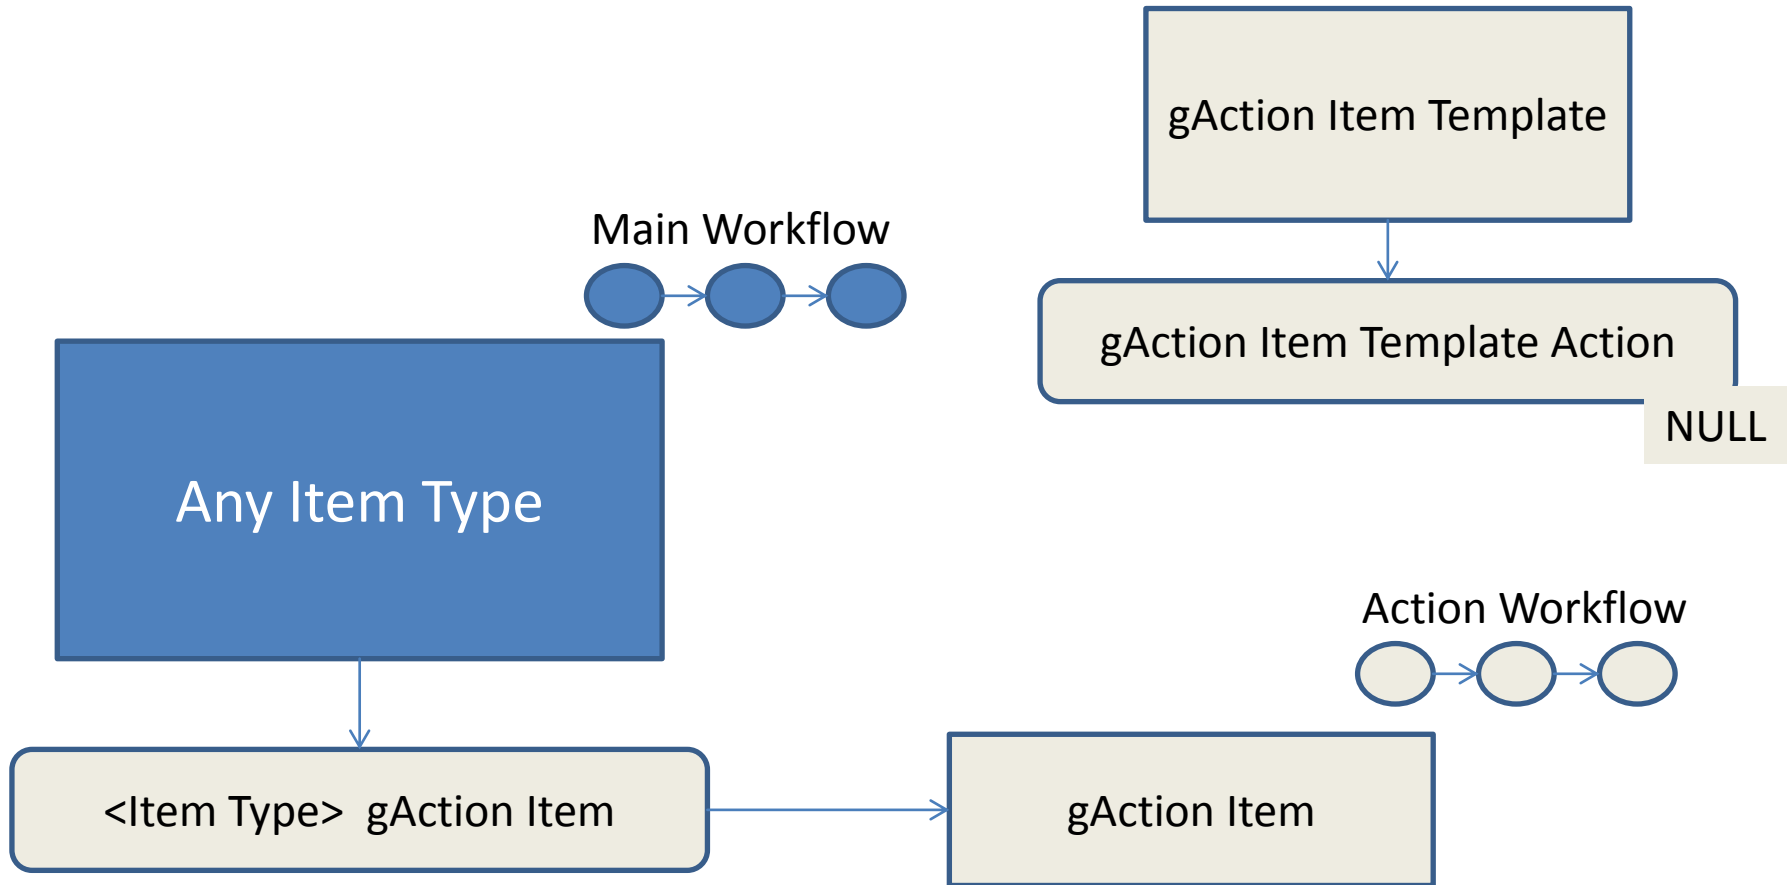 gAction Item Template
Main Workflow
gAction Item Template Action
NULL
Any Item Type
Action Workflow
<Item Type>  gAction Item
gAction Item